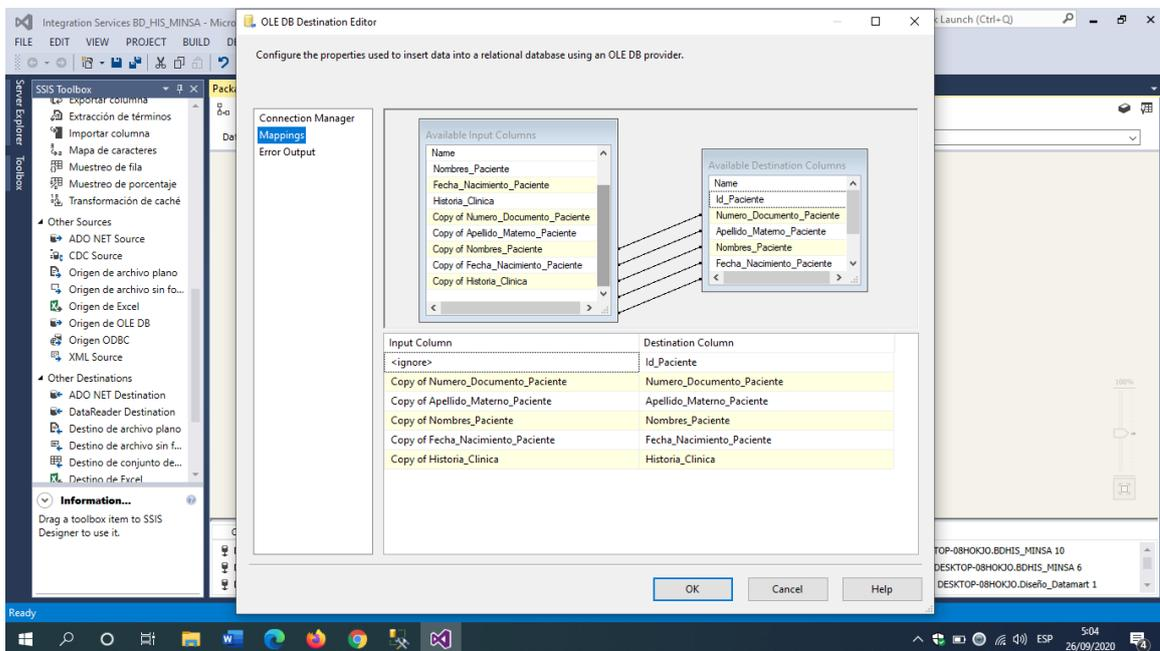 Integration Services BD_HIS_MINSA - Micro
OLE DB Destination Editor
Launch (Ctrl+Q)
FILE EDIT VIEW PROJECT BUILD
Configure the properties used to insert data into a relational database using an OLE DB provider.
Server Explorer
Toolbox
SSIS Toolbox
Exportar columna
Extracción de términos
Importar columna
Mapa de caracteres
Muestreo de fila
Muestreo de porcentaje
Transformación de caché
Other Sources
ADO NET Source
CDC Source
Origen de archivo plano
Origen de archivo sin fo...
Origen de Excel
Origen de OLE DB
Origen ODBC
XML Source
Other Destinations
ADO NET Destination
DataReader Destination
Destino de archivo plano
Destino de archivo sin f...
Destino de conjunto de...
Destino de Excel
Information...
Drag a toolbox item to SSIS
Designer to use it.
Connection Manager
Mappings
Error Output
Available Input Columns
Name
Nombres_Paciente
Fecha_Nacimiento_Paciente
Historia_Clinica
Copy of Numero_Documento_Paciente
Copy of Apellido_Materno_Paciente
Copy of Nombres_Paciente
Copy of Fecha_Nacimiento_Paciente
Copy of Historia_Clinica
Available Destination Columns
Name
Id_Paciente
Numero_Documento_Paciente
Apellido_Materno_Paciente
Nombres_Paciente
Fecha_Nacimiento_Paciente
Input Column Destination Column
<ignore> Id_Paciente
Copy of Numero_Documento_Paciente Numero_Documento_Paciente
Copy of Apellido_Materno_Paciente Apellido_Materno_Paciente
Copy of Nombres_Paciente Nombres_Paciente
Copy of Fecha_Nacimiento_Paciente Fecha_Nacimiento_Paciente
Copy of Historia_Clinica Historia_Clinica
OK Cancel Help
100%
TOP-08HOKJO.BDHIS_MINSA 10
DESKTOP-08HOKJO.BDHIS_MINSA 6
DESKTOP-08HOKJO.Diseño_Datamart 1
Ready
ESP
5:04
26/09/2020
4